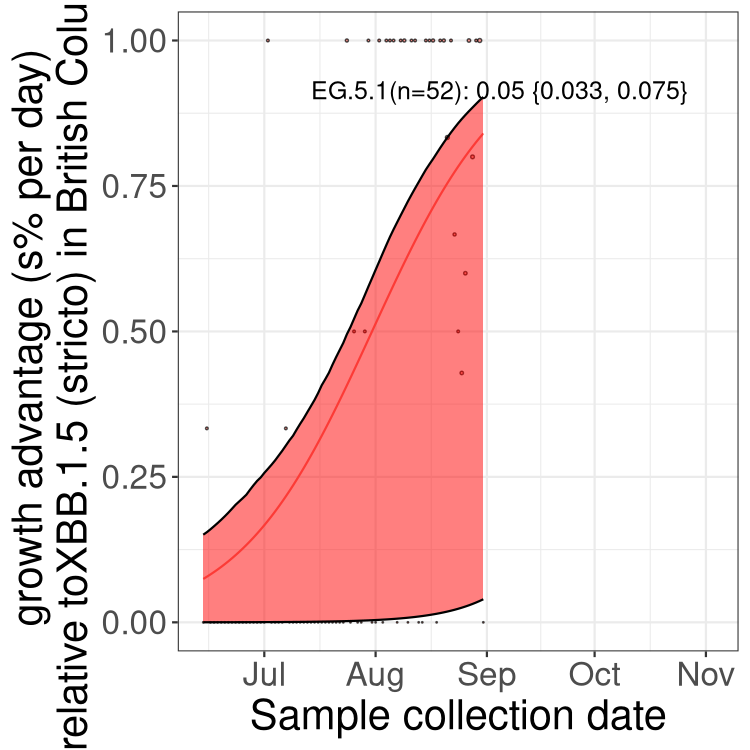 growth advantage (s% per day)
relative toXBB.1.5 (stricto) in British Colu
1.00
0.75
0.50
0.25
0.00
EG.5.1(n=52): 0.05 {0.033, 0.075}
Jul Aug Sep Oct Nov
Sample collection date